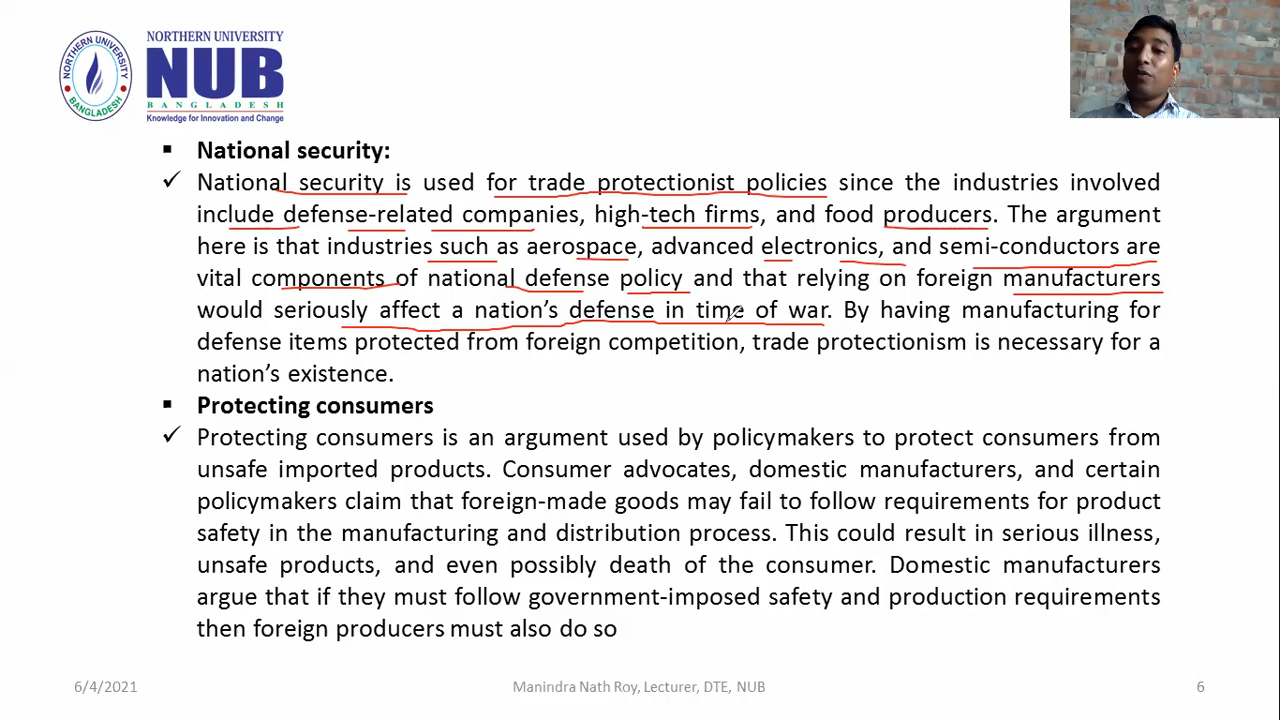 NORTHERN UNIVERSITY
BANGLADESH
NORTHERN UNIVERSITY
NUB
BANGLADESH
Knowledge for Innovation and Change
▪ National security:
✓ National security is used for trade protectionist policies since the industries involved
include defense-related companies, high-tech firms, and food producers. The argument
here is that industries such as aerospace, advanced electronics, and semi-conductors are
vital components of national defense policy and that relying on foreign manufacturers
would seriously affect a nation’s defense in time of war. By having manufacturing for
defense items protected from foreign competition, trade protectionism is necessary for a
nation’s existence.
▪ Protecting consumers
✓ Protecting consumers is an argument used by policymakers to protect consumers from
unsafe imported products. Consumer advocates, domestic manufacturers, and certain
policymakers claim that foreign-made goods may fail to follow requirements for product
safety in the manufacturing and distribution process. This could result in serious illness,
unsafe products, and even possibly death of the consumer. Domestic manufacturers
argue that if they must follow government-imposed safety and production requirements
then foreign producers must also do so
6/4/2021
Manindra Nath Roy, Lecturer, DTE, NUB
6